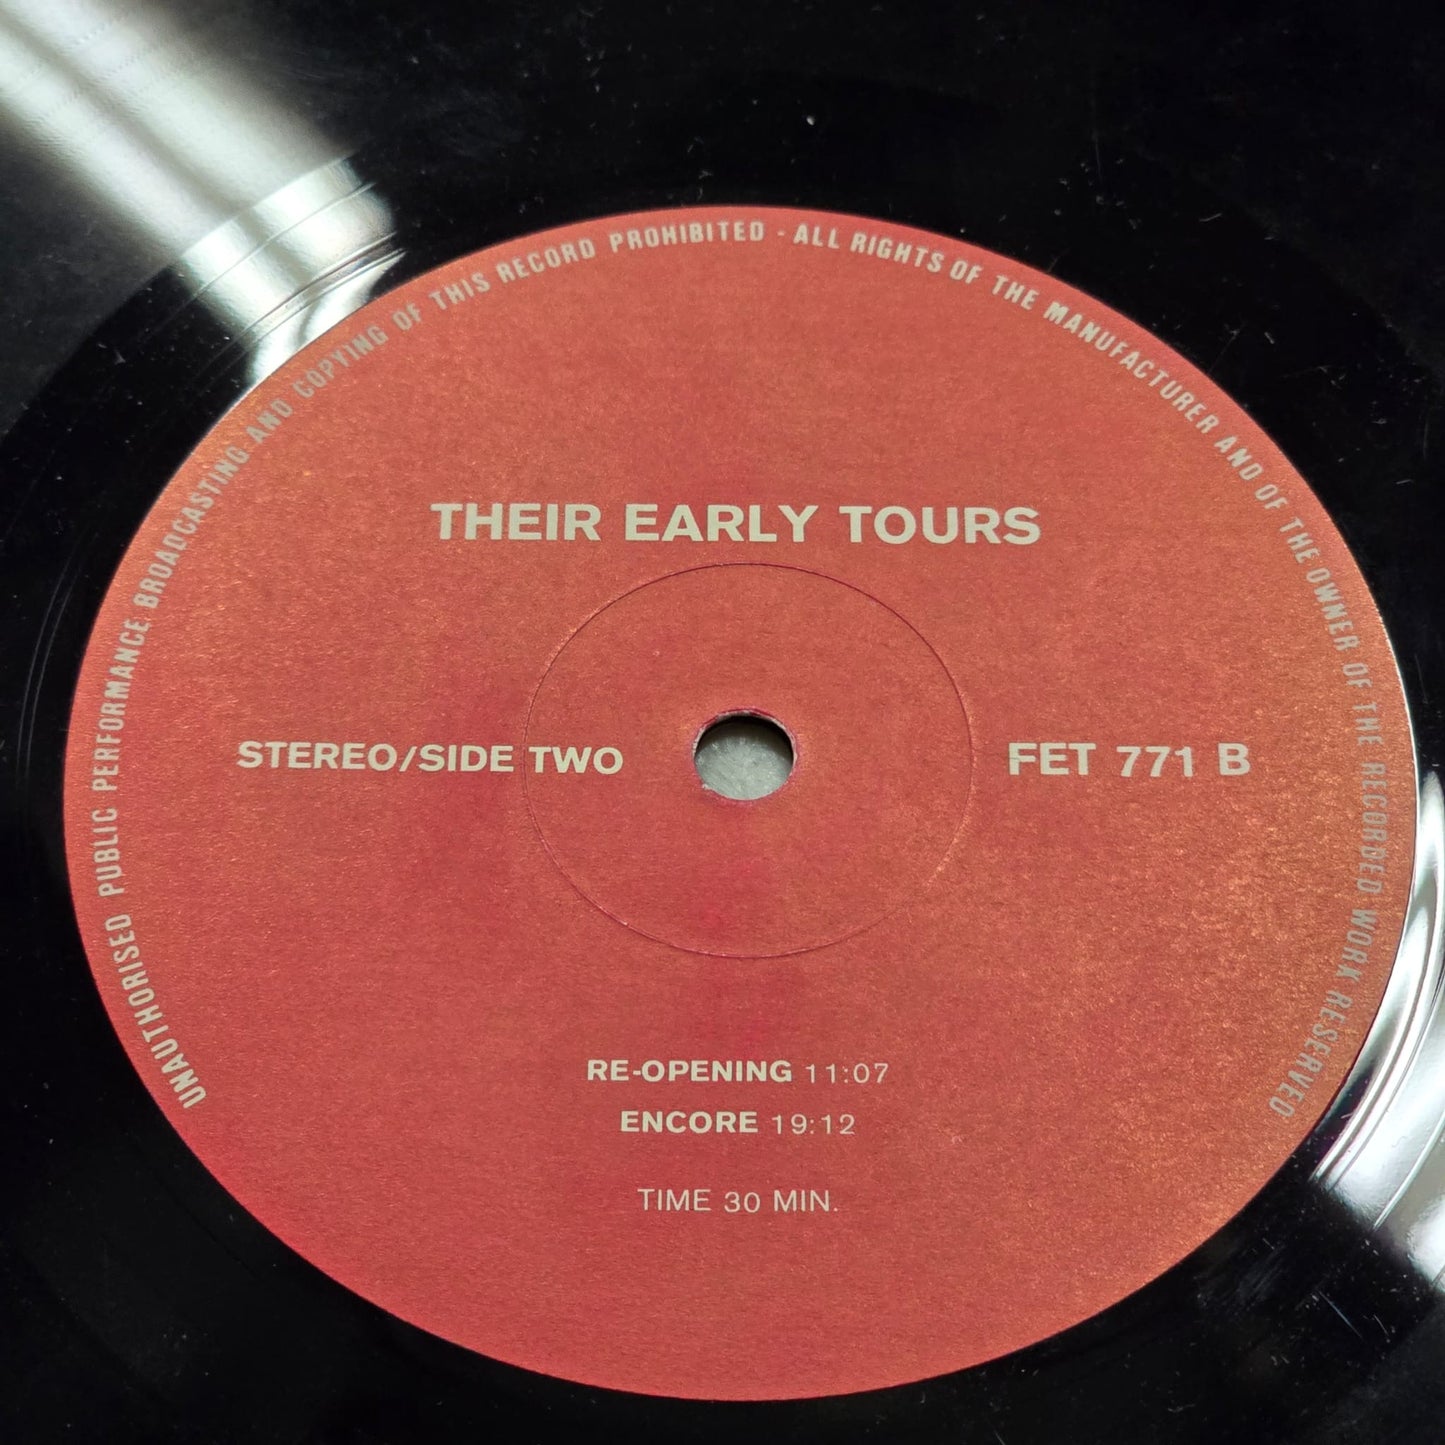 UNAUTHORISED PUBLIC PERFORMANCE BROADCASTING AND COPYING OF THIS RECORD PROHIBITED - ALL RIGHTS OF THE MANUFACTURER AND OF THE OWNER OF THE RECORDED WORK RESERVED
THEIR EARLY TOURS
STEREO/SIDE TWO FET 771 B
RE-OPENING 11:07
ENCORE 19:12
TIME 30 MIN.